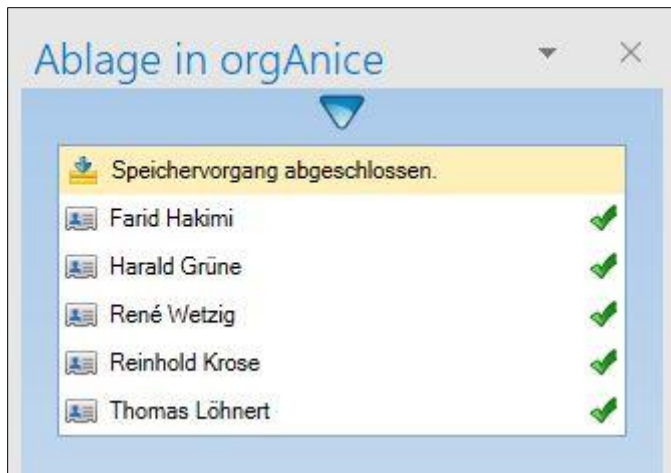 Ablage in orgAnice
Speichervorgang abgeschlossen.
Farid Hakimi
Harald Grüne
René Wetzig
Reinhold Krose
Thomas Löhnert